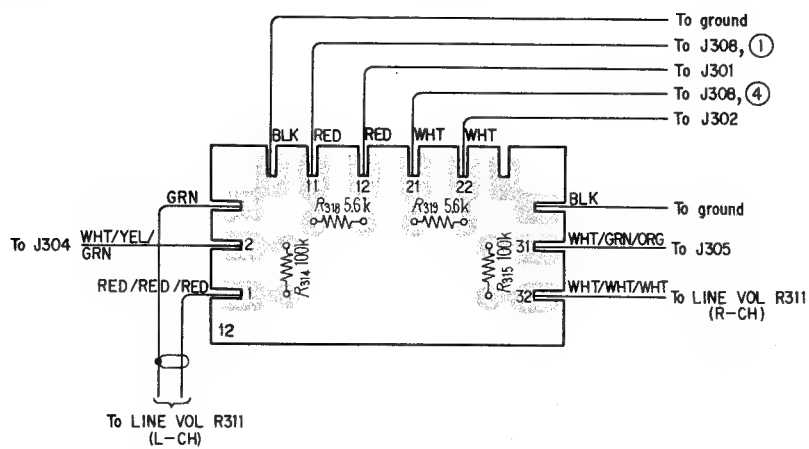 To ground
To J308, ①
To J301
To J308, ④
To J302
BLK RED RED WHT WHT
11 12 21 22
GRN
R318 5.6k R319 5.6k
BLK
To ground
To J304 WHT/YEL/
GRN
2
R314 100k
R315 100k
31
WHT/GRN/ORG
To J305
RED/RED/RED
1
32
WHT/WHT/WHT
To LINE VOL R311
(R-CH)
12
To LINE VOL R311
(L-CH)